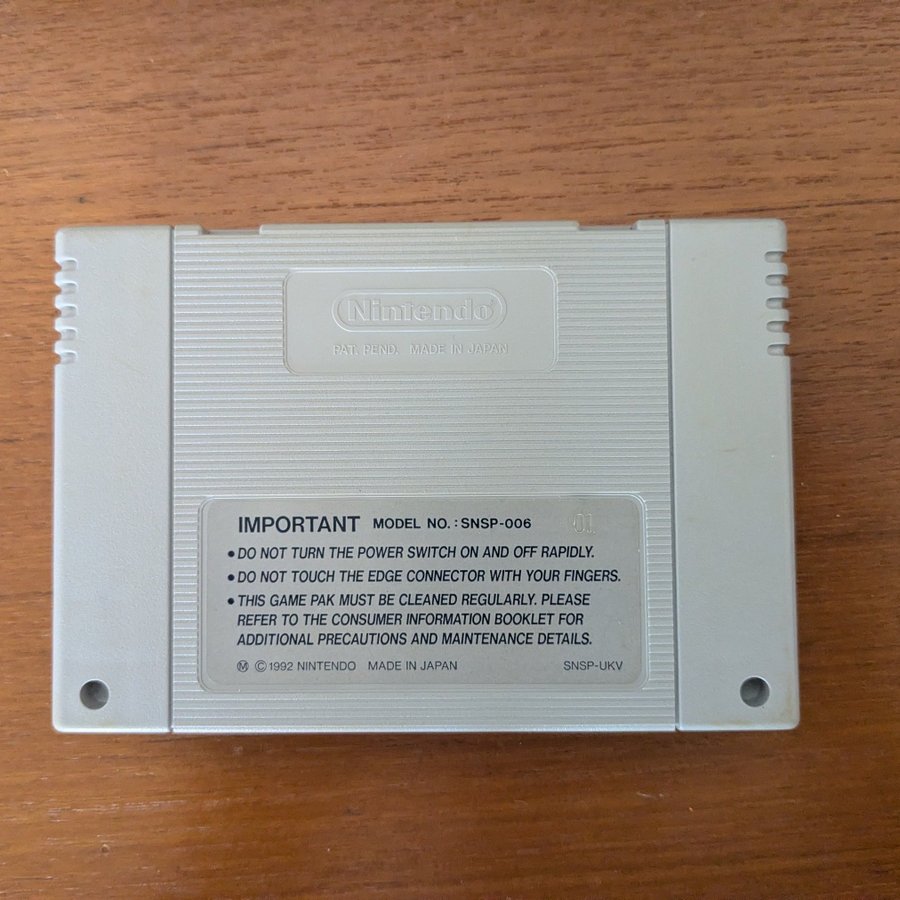 Nintendo®
PAT. PEND. MADE IN JAPAN
IMPORTANT MODEL NO.: SNSP-006 01
• DO NOT TURN THE POWER SWITCH ON AND OFF RAPIDLY.
• DO NOT TOUCH THE EDGE CONNECTOR WITH YOUR FINGERS.
• THIS GAME PAK MUST BE CLEANED REGULARLY. PLEASE
REFER TO THE CONSUMER INFORMATION BOOKLET FOR
ADDITIONAL PRECAUTIONS AND MAINTENANCE DETAILS.
Ⓜ ©1992 NINTENDO MADE IN JAPAN SNSP-UKV